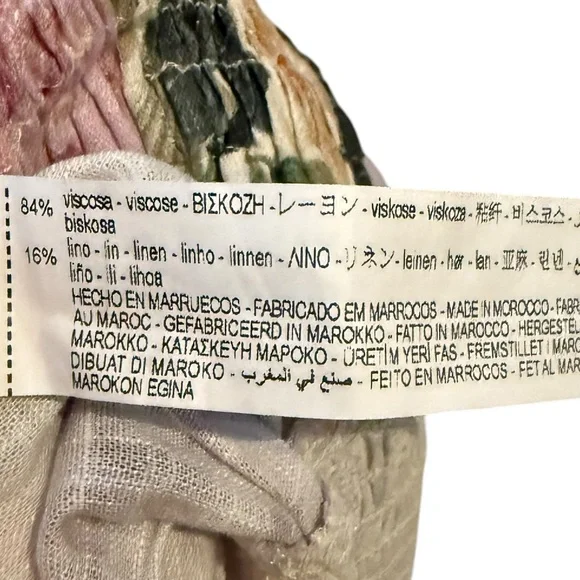 84% viscosa - viscose - ΒΙΣΚΟΖΗ - レーヨン - viskose - viskoza - 粘纤 - 비스코스 -
biskosa
16% lino - lin - linen - linho - linnen - ΛΙΝΟ - リネン - leinen - hør - lan - 亚麻 - 린넨 -
liño - lli - lihoa
HECHO EN MARRUECOS - FABRICADO EM MARROCOS - MADE IN MOROCCO - FABR
AU MAROC - GEFABRICEERD IN MAROKKO - FATTO IN MAROCCO - HERGESTE
MAROKKO - ΚΑΤΑΣΚΕΥΗ ΜΑΡΟΚΟ - ÜRETİM YERİ FAS - FREMSTILLET I MARO
DIBUAT DI MAROKO - صنع في المغرب - FEITO EN MARROCOS - FET AL MAR
MAROKON EGINA